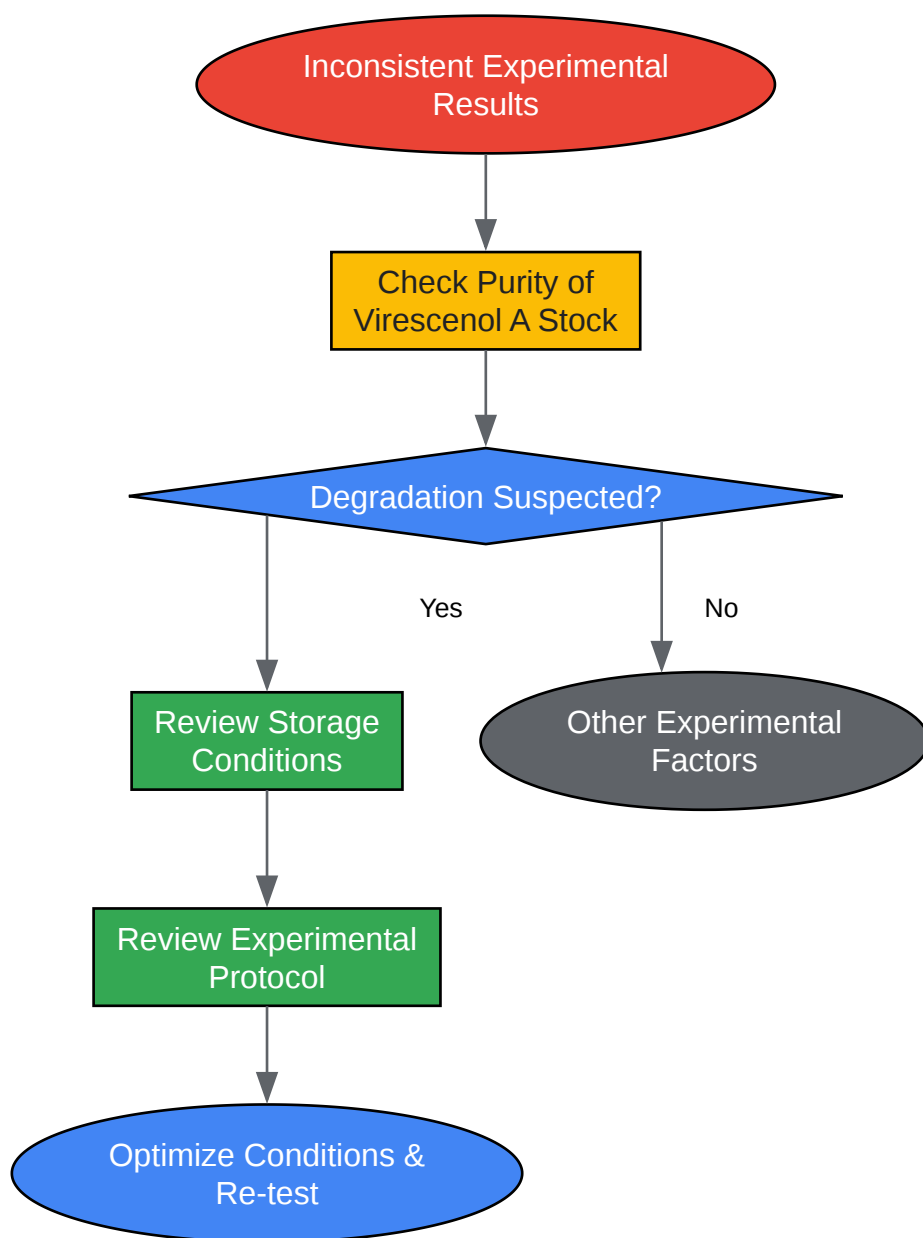 Inconsistent Experimental
Results
Check Purity of
Virescenol A Stock
Degradation Suspected?
Yes
No
Review Storage
Conditions
Other Experimental
Factors
Review Experimental
Protocol
Optimize Conditions &
Re-test